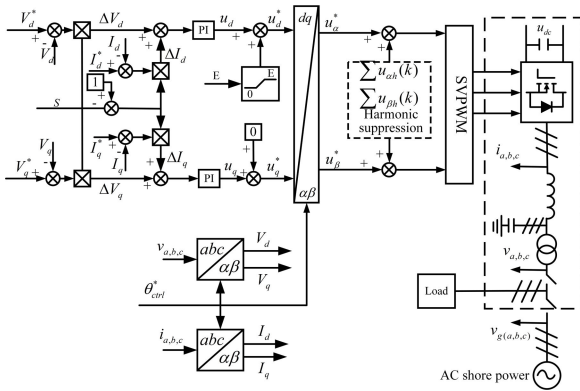 V*d + ΔVd + + ud + + u*d dq u*α udc
- Vd
Id - + ΔId
I*d +
E 0 E
∑uαh(k)
1
+
∑uβh(k)
S -
Harmonic
suppression
SVPWM
0
I*q + - ΔIq
Iq
Vq -
V*q + ΔVq + + PI uq + + u*q αβ u*β +
PI
ia,b,c
va,b,c abc αβ Vd
Vq
va,b,c
θ*ctrl
Load
ia,b,c abc αβ Id
Iq
vg(a,b,c)
AC shore power